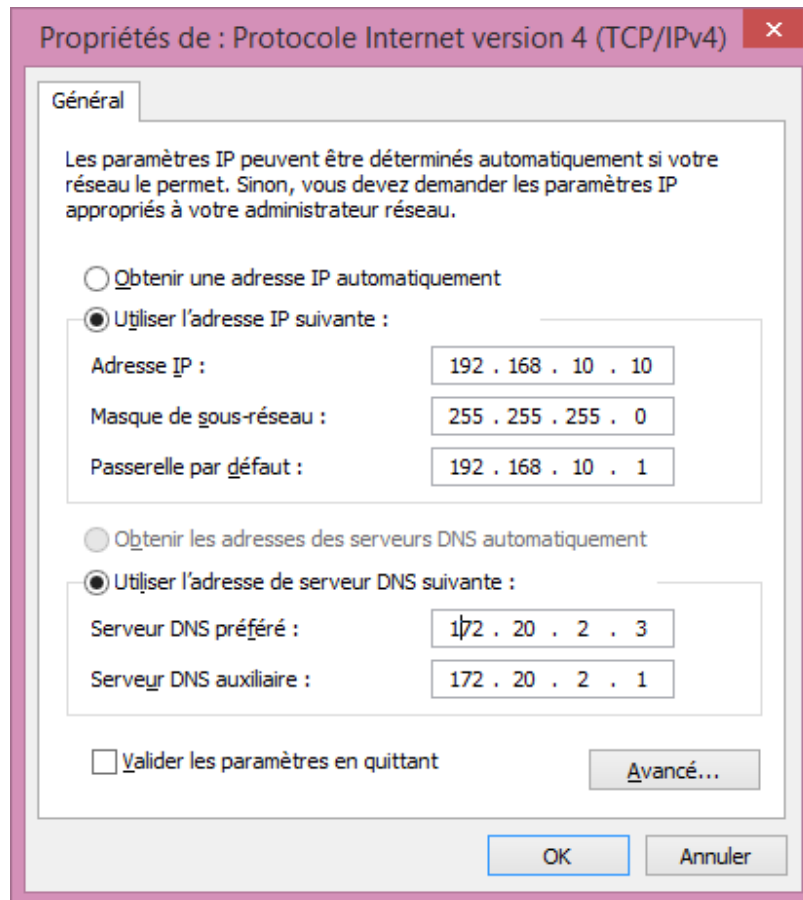 Propriétés de : Protocole Internet version 4 (TCP/IPv4)
Général
Les paramètres IP peuvent être déterminés automatiquement si votre
réseau le permet. Sinon, vous devez demander les paramètres IP
appropriés à votre administrateur réseau.
Obtenir une adresse IP automatiquement
Utiliser l'adresse IP suivante :
Adresse IP : 192 . 168 . 10 . 10
Masque de sous-réseau : 255 . 255 . 255 . 0
Passerelle par défaut : 192 . 168 . 10 . 1
Obtenir les adresses des serveurs DNS automatiquement
Utiliser l'adresse de serveur DNS suivante :
Serveur DNS préféré : 172 . 20 . 2 . 3
Serveur DNS auxiliaire : 172 . 20 . 2 . 1
Valider les paramètres en quittant
Avancé...
OK Annuler